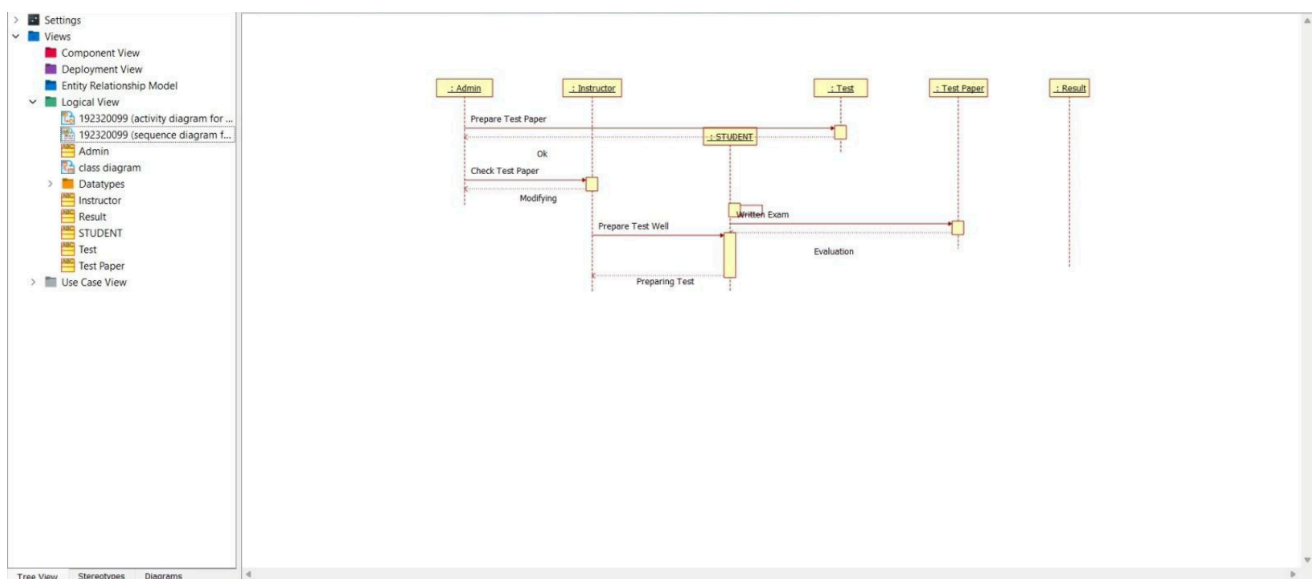 Settings
Views
Component View
Deployment View
Entity Relationship Model
Logical View
192320099 (activity diagram for ...
192320099 (sequence diagram f...
Admin
class diagram
Datatypes
Instructor
Result
STUDENT
Test
Test Paper
Use Case View
Tree View Stereotypes Diagrams
: Admin : Instructor : Test : Test Paper : Result
Prepare Test Paper
: STUDENT
Ok
Check Test Paper
Modifying
Written Exam
Prepare Test Well
Evaluation
Preparing Test